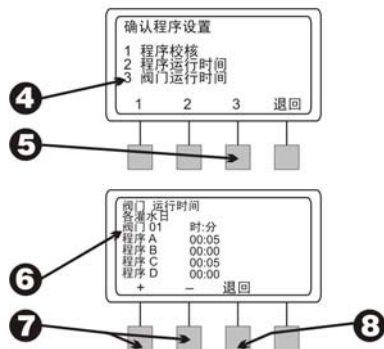 确认程序设置
1 程序校核
2 程序运行时间
3 阀门运行时间
1 2 3 退回
4
5
阀门 运行时间
各灌水日
阀门 01 时:分
程序 A 00:05
程序 B 00:00
程序 C 00:05
程序 D 00:00
+ − 退回
6
7
8